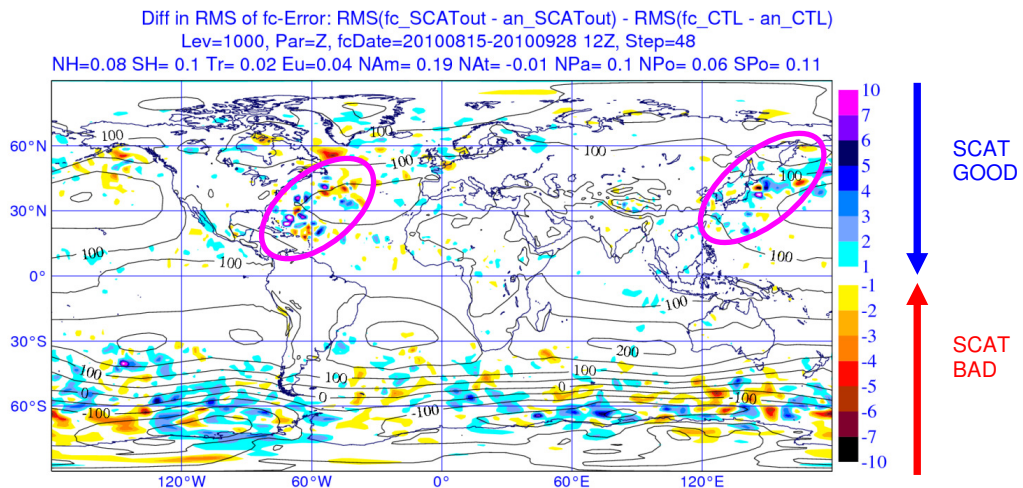 Diff in RMS of fc-Error: RMS(fc_SCATout - an_SCATout) - RMS(fc_CTL - an_CTL)
Lev=1000, Par=Z, fcDate=20100815-20100928 12Z, Step=48
NH=0.08 SH= 0.1 Tr= 0.02 Eu=0.04 NAm= 0.19 NAt= -0.01 NPa= 0.1 NPo= 0.06 SPo= 0.11
60°N
30°N
0°
30°S
60°S
120°W
60°W
0°E
60°E
120°E
100
100
100
100
100
100
100
100
100
200
100
100
100
0
0
0
-100
-100
-100
10
7
6
5
4
3
2
1
-1
-2
-3
-4
-5
-6
-7
-10
SCAT
GOOD
SCAT
BAD